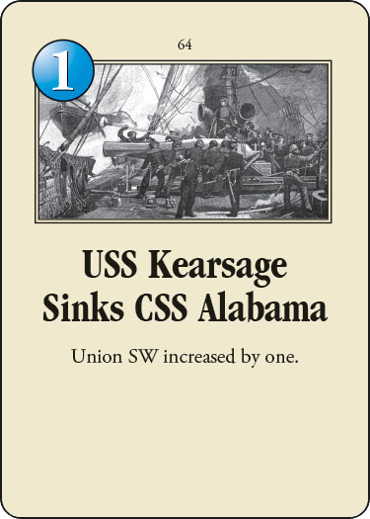 64
1
USS Kearsage
Sinks CSS Alabama
Union SW increased by one.